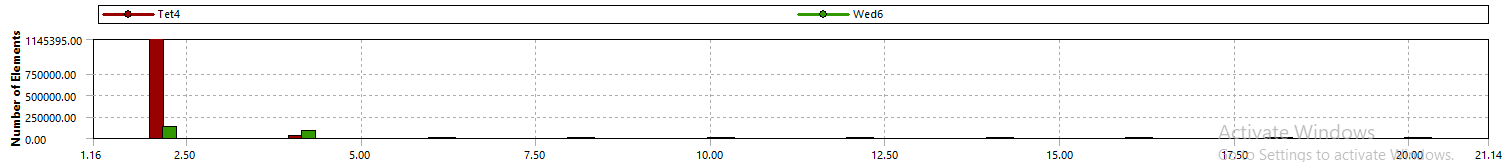 Tet4 Wed6
Number of Elements
1145395.00
750000.00
500000.00
250000.00
0.00
1.16 2.50 5.00 7.50 10.00 12.50 15.00 17.50 20.00 21.14
Activate Windows
Go to Settings to activate Windows.